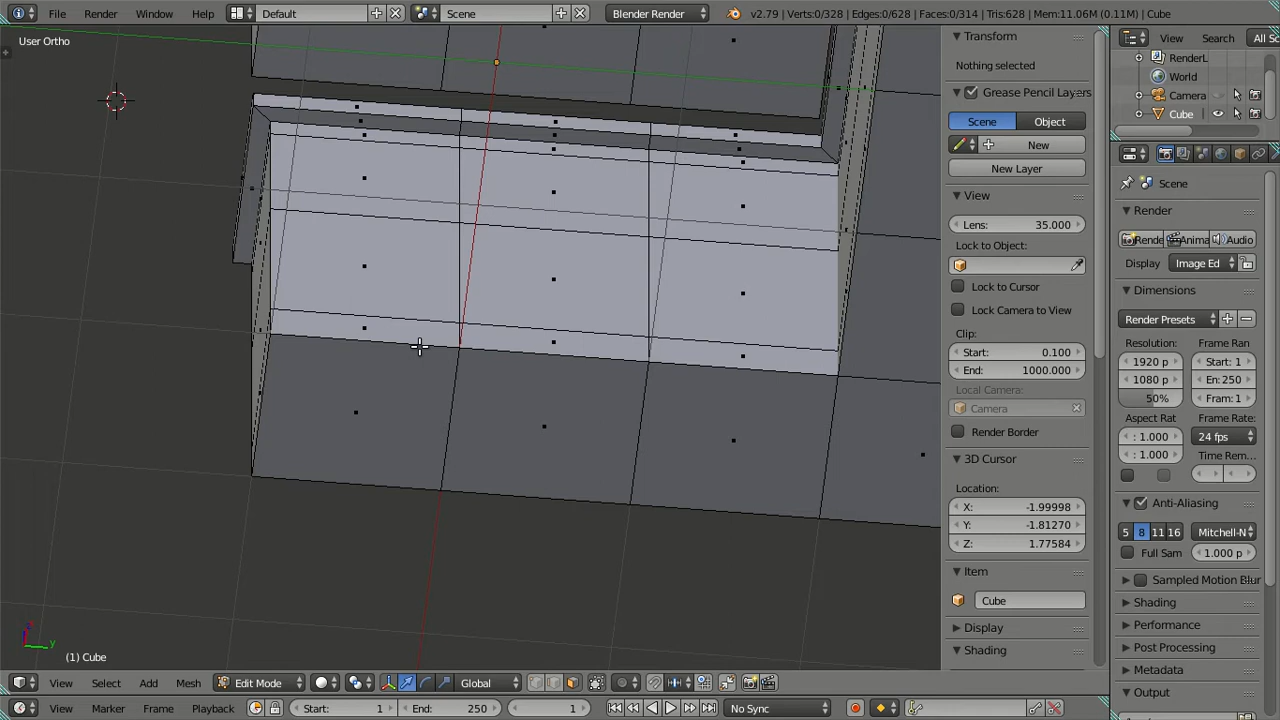 File Render Window Help Default Scene Blender Render v2.79 | Verts:0/328 | Edges:0/628 | Faces:0/314 | Tris:628 | Mem:11.06M (0.11M) | Cube
User Ortho
(1) Cube
View Select Add Mesh Edit Mode Global
View Marker Frame Playback Start: 1 End: 250 1 No Sync
Transform
Nothing selected
Grease Pencil Layers
Scene Object
New
New Layer
View
Lens: 35.000
Lock to Object:
Lock to Cursor
Lock Camera to View
Clip:
Start: 0.100
End: 1000.000
Local Camera:
Camera
Render Border
3D Cursor
Location:
X: -1.99998
Y: -1.81270
Z: 1.77584
Item
Cube
Display
Shading
View Search All Sc
RenderL
World
Camera
Cube
Scene
Render
Rende Anima Audio
Display Image Ed
Dimensions
Render Presets
Resolution: Frame Ran
1920 p Start: 1
1080 p En: 250
50% Fram: 1
Aspect Rat Frame Rate:
: 1.000 24 fps
: 1.000 Time Rem...
Anti-Aliasing
5 8 11 16 Mitchell-N
Full Sam 1.000 p
Sampled Motion Blur
Shading
Performance
Post Processing
Metadata
Output